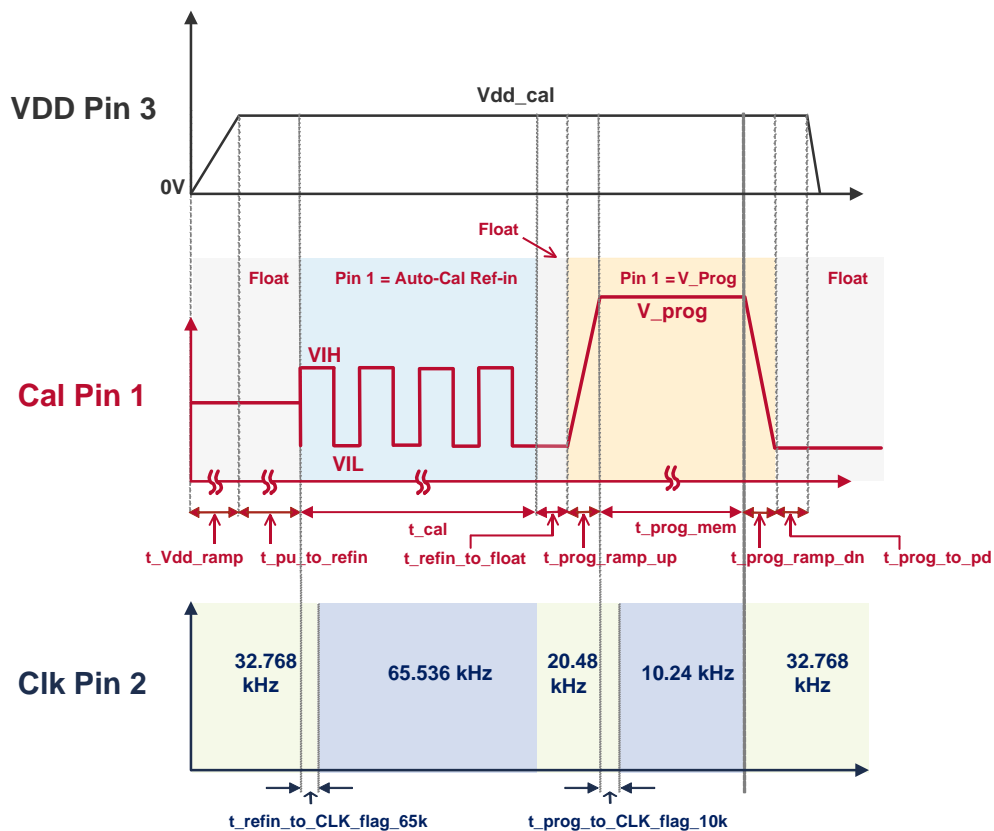 Vdd_cal
VDD Pin 3
0V
Float
Float
Pin 1 = Auto-Cal Ref-in
Pin 1 = V_Prog
Float
V_prog
VIH
Cal Pin 1
VIL
t_cal
t_prog_mem
t_Vdd_ramp
t_pu_to_refin
t_refin_to_float
t_prog_ramp_up
t_prog_ramp_dn
t_prog_to_pd
32.768
kHz
65.536 kHz
20.48
kHz
10.24 kHz
32.768
kHz
Clk Pin 2
t_refin_to_CLK_flag_65k
t_prog_to_CLK_flag_10k